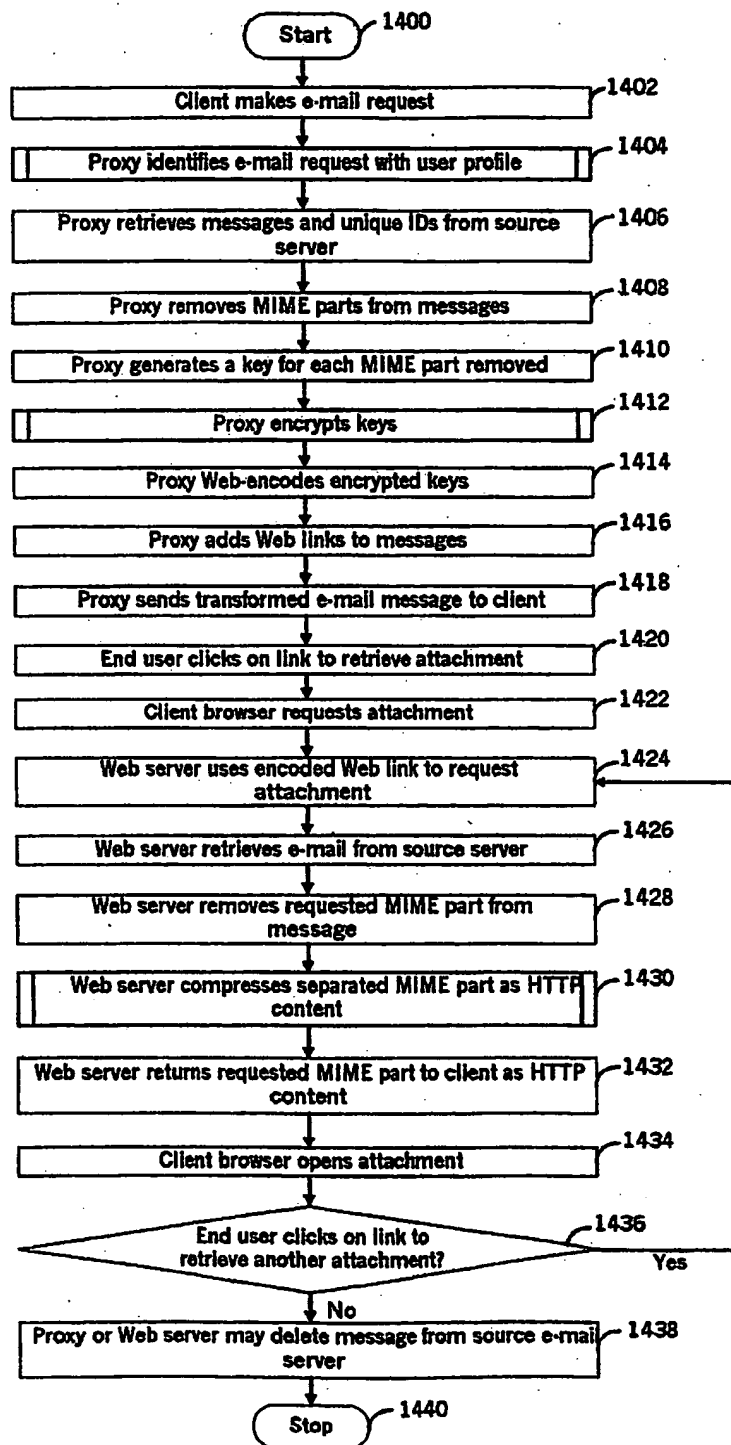 Start
1400
Client makes e-mail request
1402
Proxy identifies e-mail request with user profile
1404
Proxy retrieves messages and unique IDs from source
server
1406
Proxy removes MIME parts from messages
1408
Proxy generates a key for each MIME part removed
1410
Proxy encrypts keys
1412
Proxy Web-encodes encrypted keys
1414
Proxy adds Web links to messages
1416
Proxy sends transformed e-mail message to client
1418
End user clicks on link to retrieve attachment
1420
Client browser requests attachment
1422
Web server uses encoded Web link to request
attachment
1424
Web server retrieves e-mail from source server
1426
Web server removes requested MIME part from
message
1428
Web server compresses separated MIME part as HTTP
content
1430
Web server returns requested MIME part to client as HTTP
content
1432
Client browser opens attachment
1434
End user clicks on link to
retrieve another attachment?
1436
Yes
No
Proxy or Web server may delete message from source e-mail
server
1438
Stop
1440